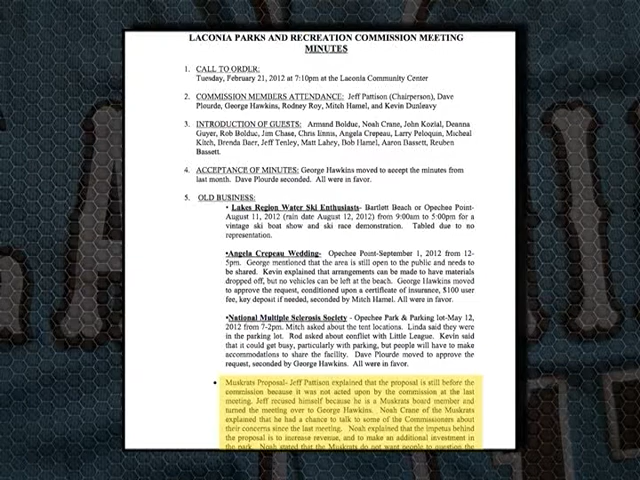 LACONIA PARKS AND RECREATION COMMISSION MEETING
MINUTES
1. CALL TO ORDER:
Tuesday, February 21, 2012 at 7:10pm at the Laconia Community Center
2. COMMISSION MEMBERS ATTENDANCE: Jeff Pattison (Chairperson), Dave
Plourde, George Hawkins, Rodney Roy, Mitch Hamel, and Kevin Dunleavy
3. INTRODUCTION OF GUESTS: Armand Bolduc, Noah Crane, John Kozial, Deanna
Guyer, Rob Bolduc, Jim Chase, Chris Ennis, Angela Crepeau, Larry Peloquin, Micheal
Kitch, Brenda Baer, Jeff Tenley, Matt Lahey, Bob Hamel, Aaron Bassett, Reuben
Bassett.
4. ACCEPTANCE OF MINUTES: George Hawkins moved to accept the minutes from
last month. Dave Plourde seconded. All were in favor.
5. OLD BUSINESS:
• Lakes Region Water Ski Enthusiasts- Bartlett Beach or Opechee Point-
August 11, 2012 (rain date August 12, 2012) from 9:00am to 5:00pm for a
vintage ski boat show and ski race demonstration. Tabled due to no
representation.
•Angela Crepeau Wedding- Opechee Point-September 1, 2012 from 12-
5pm. George mentioned that the area is still open to the public and needs to
be shared. Kevin explained that arrangements can be made to have materials
dropped off, but no vehicles can be left at the beach. George Hawkins moved
to approve the request, conditioned upon a certificate of insurance, $100 user
fee, key deposit if needed, seconded by Mitch Hamel. All were in favor.
•National Multiple Sclerosis Society - Opechee Park & Parking lot-May 12,
2012 from 7-2pm. Mitch asked about the tent locations. Linda said they were
in the parking lot. Rod asked about conflict with Little League. Kevin said
that it could get busy, particularly with parking, but people will have to make
accommodations to share the facility. Dave Plourde moved to approve the
request, seconded by George Hawkins. All were in favor.
• Muskrats Proposal- Jeff Pattison explained that the proposal is still before the
commission because it was not acted upon by the commission at the last
meeting. Jeff recused himself because he is a Muskrats board member and
turned the meeting over to George Hawkins. Noah Crane of the Muskrats
explained that he had a chance to talk to some of the Commissioners about
their concerns since the last meeting. Noah explained that the impetus behind
the proposal is to increase revenue, and to make an additional investment in
the park. Noah stated that the Muskrats do not want people to question the